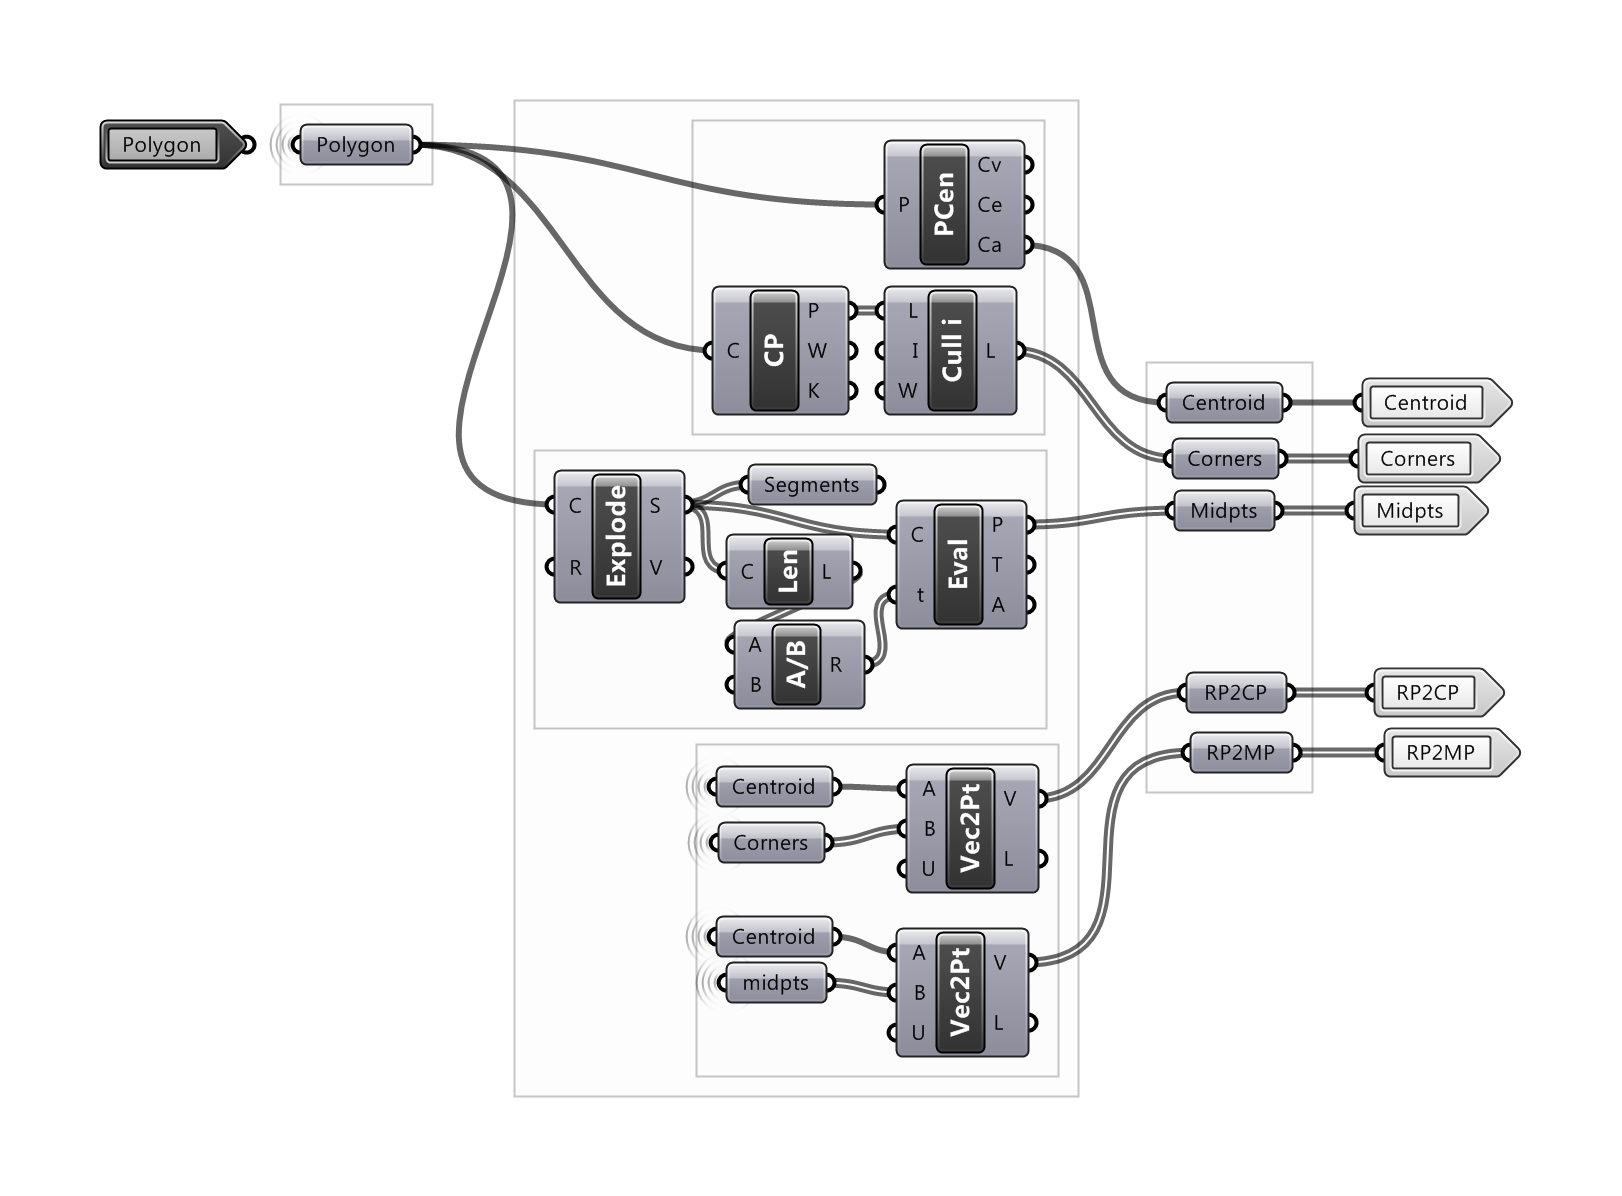 Polygon
Polygon
P
PCen
Cv
Ce
Ca
C
CP
P
W
K
L
I
W
Cull i
L
Centroid
Centroid
Corners
Corners
Midpts
Midpts
C
R
Explode
S
V
Segments
C
Len
L
A
B
A/B
R
C
t
Eval
P
T
A
RP2CP
RP2CP
RP2MP
RP2MP
Centroid
Corners
A
B
U
Vec2Pt
V
L
Centroid
midpts
A
B
U
Vec2Pt
V
L